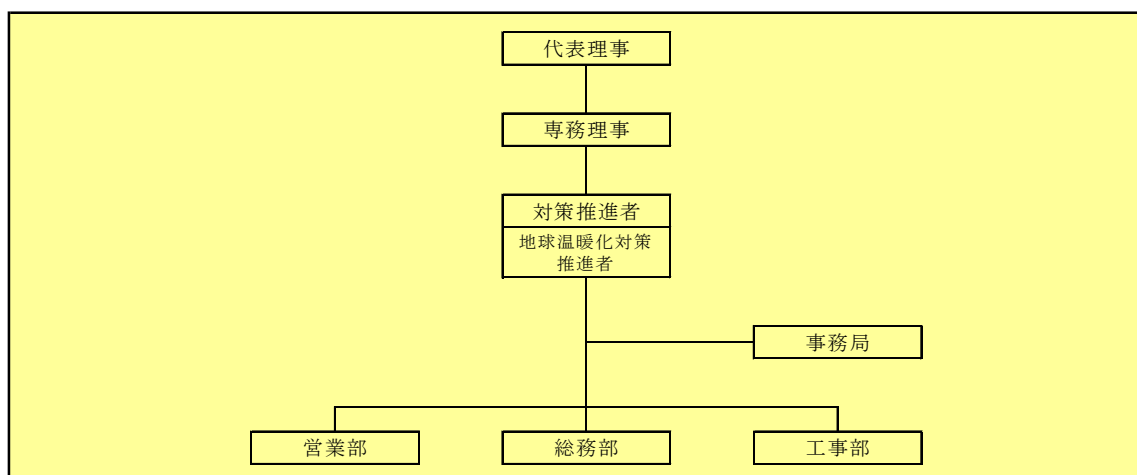 代表理事
専務理事
対策推進者
地球温暖化対策
推進者
事務局
営業部
総務部
工事部